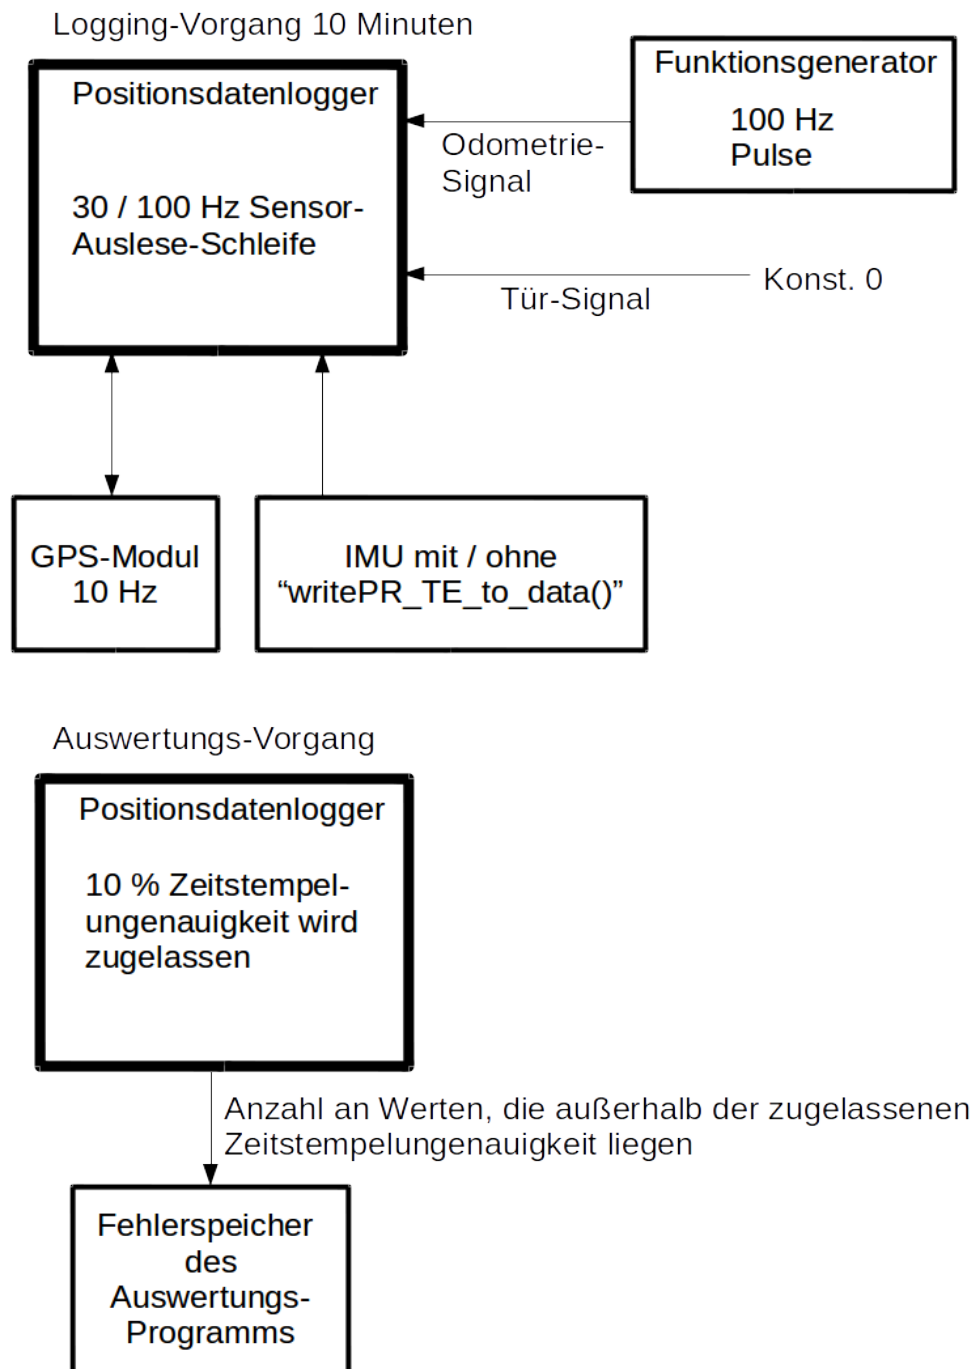 Logging-Vorgang 10 Minuten
Positionsdatenlogger
30 / 100 Hz Sensor-
Auslese-Schleife
Funktionsgenerator
100 Hz
Pulse
Odometrie-
Signal
Tür-Signal
Konst. 0
GPS-Modul
10 Hz
IMU mit / ohne
“writePR_TE_to_data()”
Auswertungs-Vorgang
Positionsdatenlogger
10 % Zeitstempel-
ungenauigkeit wird
zugelassen
Anzahl an Werten, die außerhalb der zugelassenen
Zeitstempelungenauigkeit liegen
Fehlerspeicher
des
Auswertungs-
Programms